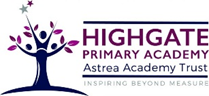 HIGHGATE
PRIMARY ACADEMY
Astrea Academy Trust
INSPIRING BEYOND MEASURE